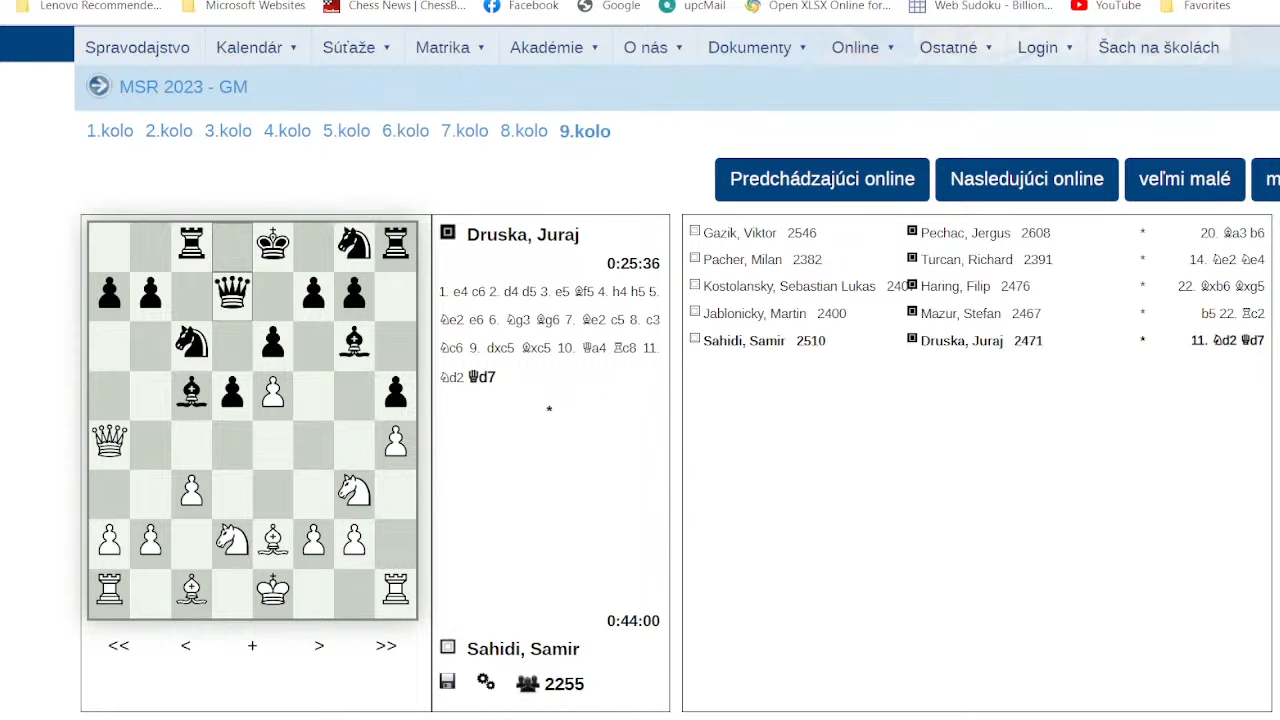 Lenovo Recommende... Microsoft Websites Chess News | ChessB... Facebook Google upcMail Open XLSX Online for... Web Sudoku - Billion... YouTube Favorites
Spravodajstvo Kalendár Súťaže Matrika Akadémie O nás Dokumenty Online Ostatné Login Šach na školách
MSR 2023 - GM
1.kolo 2.kolo 3.kolo 4.kolo 5.kolo 6.kolo 7.kolo 8.kolo 9.kolo
Predchádzajúci online Nasledujúci online veľmi malé m
Druska, Juraj
0:25:36
1. e4 c6 2. d4 d5 3. e5 ♗f5 4. h4 h5 5.
♘e2 e6 6. ♘g3 ♗g6 7. ♗e2 c5 8. c3
♘c6 9. dxc5 ♗xc5 10. ♕a4 ♖c8 11.
♘d2 ♛d7
*
0:44:00
Sahidi, Samir
2255
<< < + > >>
Gazik, Viktor 2546 Pechac, Jergus 2608 * 20. ♗a3 b6
Pacher, Milan 2382 Turcan, Richard 2391 * 14. ♘e2 ♘e4
Kostolansky, Sebastian Lukas 240 Haring, Filip 2476 * 22. ♗xb6 ♗xg5
Jablonicky, Martin 2400 Mazur, Stefan 2467 * b5 22. ♖c2
Sahidi, Samir 2510 Druska, Juraj 2471 * 11. ♘d2 ♛d7